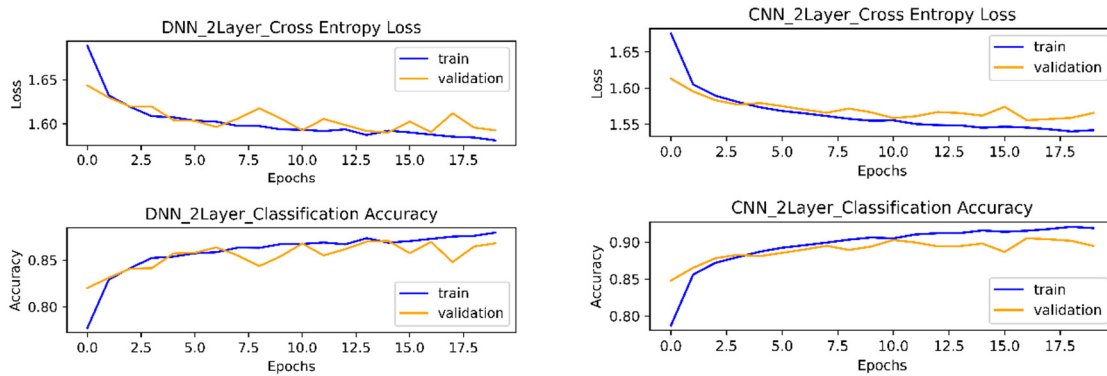 DNN_2Layer_Cross Entropy Loss
Loss
1.65
1.60
train
validation
0.0 2.5 5.0 7.5 10.0 12.5 15.0 17.5
Epochs
DNN_2Layer_Classification Accuracy
Accuracy
0.85
0.80
train
validation
0.0 2.5 5.0 7.5 10.0 12.5 15.0 17.5
Epochs
CNN_2Layer_Cross Entropy Loss
Loss
1.65
1.60
1.55
train
validation
0.0 2.5 5.0 7.5 10.0 12.5 15.0 17.5
Epochs
CNN_2Layer_Classification Accuracy
Accuracy
0.90
0.85
0.80
train
validation
0.0 2.5 5.0 7.5 10.0 12.5 15.0 17.5
Epochs